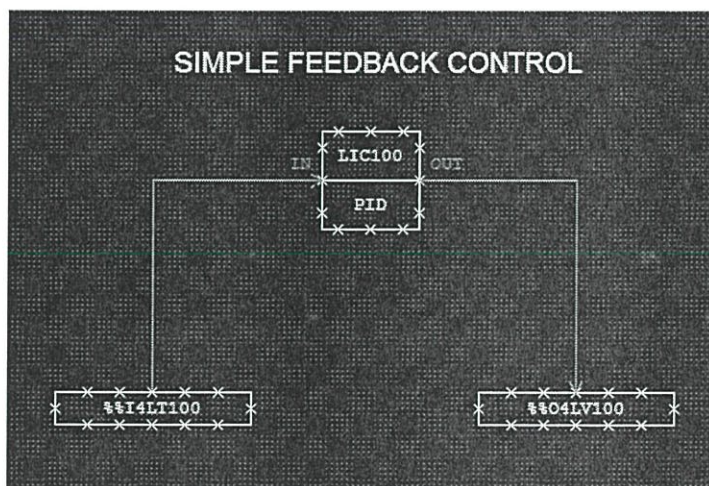 SIMPLE FEEDBACK CONTROL
LIC100
IN
OUT
PID
%%I4LT100
%%O4LV100